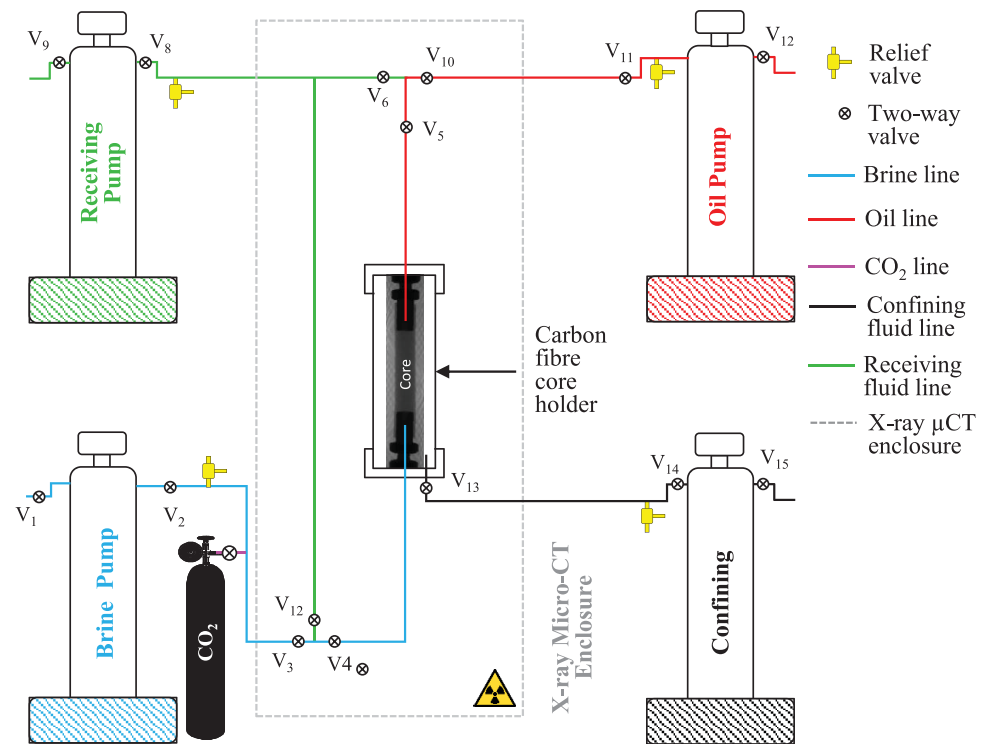 V9
V8
V10
V11
V12
Relief
valve
V6
V5
Two-way
valve
Receiving
Pump
Oil Pump
Brine line
Oil line
CO2 line
Confining
fluid line
Carbon
fibre
core
holder
Core
Receiving
fluid line
X-ray μCT
enclosure
V13
V14
V15
V1
V2
Brine Pump
CO2
V12
V3
V4
X-ray Micro-CT
Enclosure
Confining